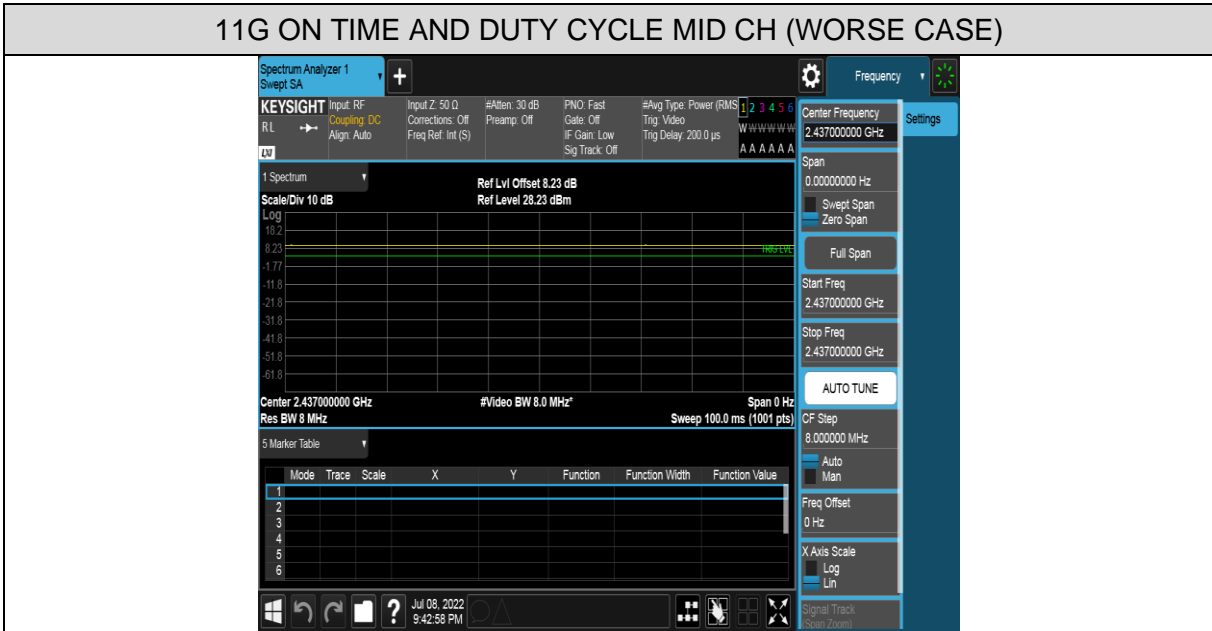 11G ON TIME AND DUTY CYCLE MID CH (WORSE CASE)
Spectrum Analyzer 1
Swept SA
+
Frequency
KEYSIGHT
RL
LXI
Input: RF
Coupling: DC
Align: Auto
Input Z: 50 Ω
Corrections: Off
Freq Ref: Int (S)
#Atten: 30 dB
Preamp: Off
PNO: Fast
Gate: Off
IF Gain: Low
Sig Track: Off
#Avg Type: Power (RMS
Trig: Video
Trig Delay: 200.0 µs
1 2 3 4 5 6
W W W W W W
A A A A A A
Center Frequency
2.437000000 GHz
Settings
Span
0.00000000 Hz
Swept Span
Zero Span
Full Span
Start Freq
2.437000000 GHz
Stop Freq
2.437000000 GHz
AUTO TUNE
CF Step
8.000000 MHz
Auto
Man
Freq Offset
0 Hz
X Axis Scale
Log
Lin
Signal Track
(Span Zoom)
1 Spectrum
Scale/Div 10 dB
Ref Lvl Offset 8.23 dB
Ref Level 28.23 dBm
Log
18.2
8.23
-1.77
-11.8
-21.8
-31.8
-41.8
-51.8
-61.8
TRIG LVL
Center 2.437000000 GHz
#Video BW 8.0 MHz*
Span 0 Hz
Res BW 8 MHz
Sweep 100.0 ms (1001 pts)
5 Marker Table
Mode Trace Scale X Y Function Function Width Function Value
1
2
3
4
5
6
?
Jul 08, 2022
9:42:58 PM